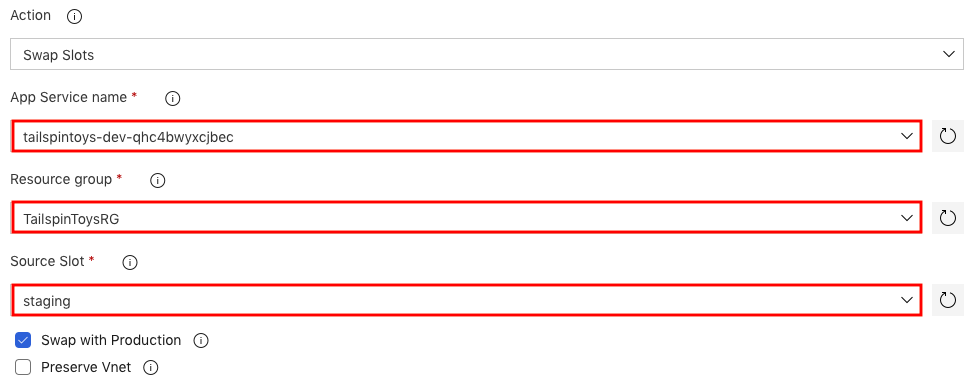 Action
Swap Slots
App Service name *
tailspintoys-dev-qhc4bwyxcjbec
Resource group *
TailspinToysRG
Source Slot *
staging
Swap with Production
Preserve Vnet